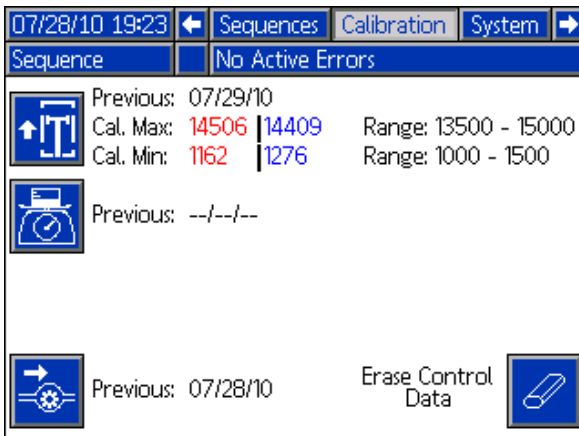 07/28/10 19:23 Sequences Calibration System
Sequence No Active Errors
Previous: 07/29/10
Cal. Max: 14506 14409 Range: 13500 - 15000
Cal. Min: 1162 1276 Range: 1000 - 1500
Previous: --/--/--
Previous: 07/28/10
Erase Control
Data